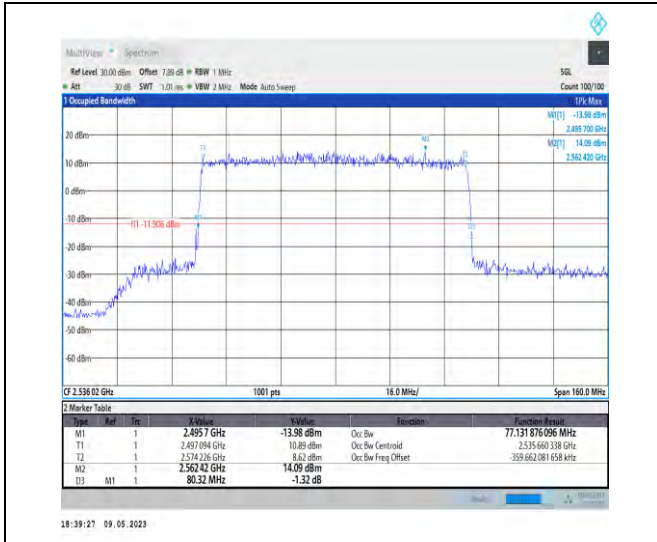 MultiView Spectrum
Ref Level 30.00 dBm Offset 7.89 dB RBW 1 MHz SGL
Att 30 dB SWT 1.01 ms VBW 2 MHz Mode Auto Sweep Count 100/100
1 Occupied Bandwidth 1Pk Max
M1[1] -13.98 dBm
2.495 700 GHz
M2[1] 14.09 dBm
2.562 420 GHz
20 dBm
M2
10 dBm
0 dBm
-10 dBm
H1 -11.906 dBm
-20 dBm
-30 dBm
-40 dBm
-50 dBm
-60 dBm
CF 2.536 02 GHz 1001 pts 16.0 MHz/ Span 160.0 MHz
2 Marker Table
Type Ref Trc X-Value Y-Value Function Function Result
M1 1 2.495 7 GHz -13.98 dBm Occ Bw 77.131 876 096 MHz
T1 1 2.497 094 GHz 10.89 dBm Occ Bw Centroid 2.535 660 338 GHz
T2 1 2.574 226 GHz 8.62 dBm Occ Bw Freq Offset -359.662 081 658 kHz
M2 1 2.562 42 GHz 14.09 dBm
D3 M1 1 80.32 MHz -1.32 dB
18:39:27 09.05.2023